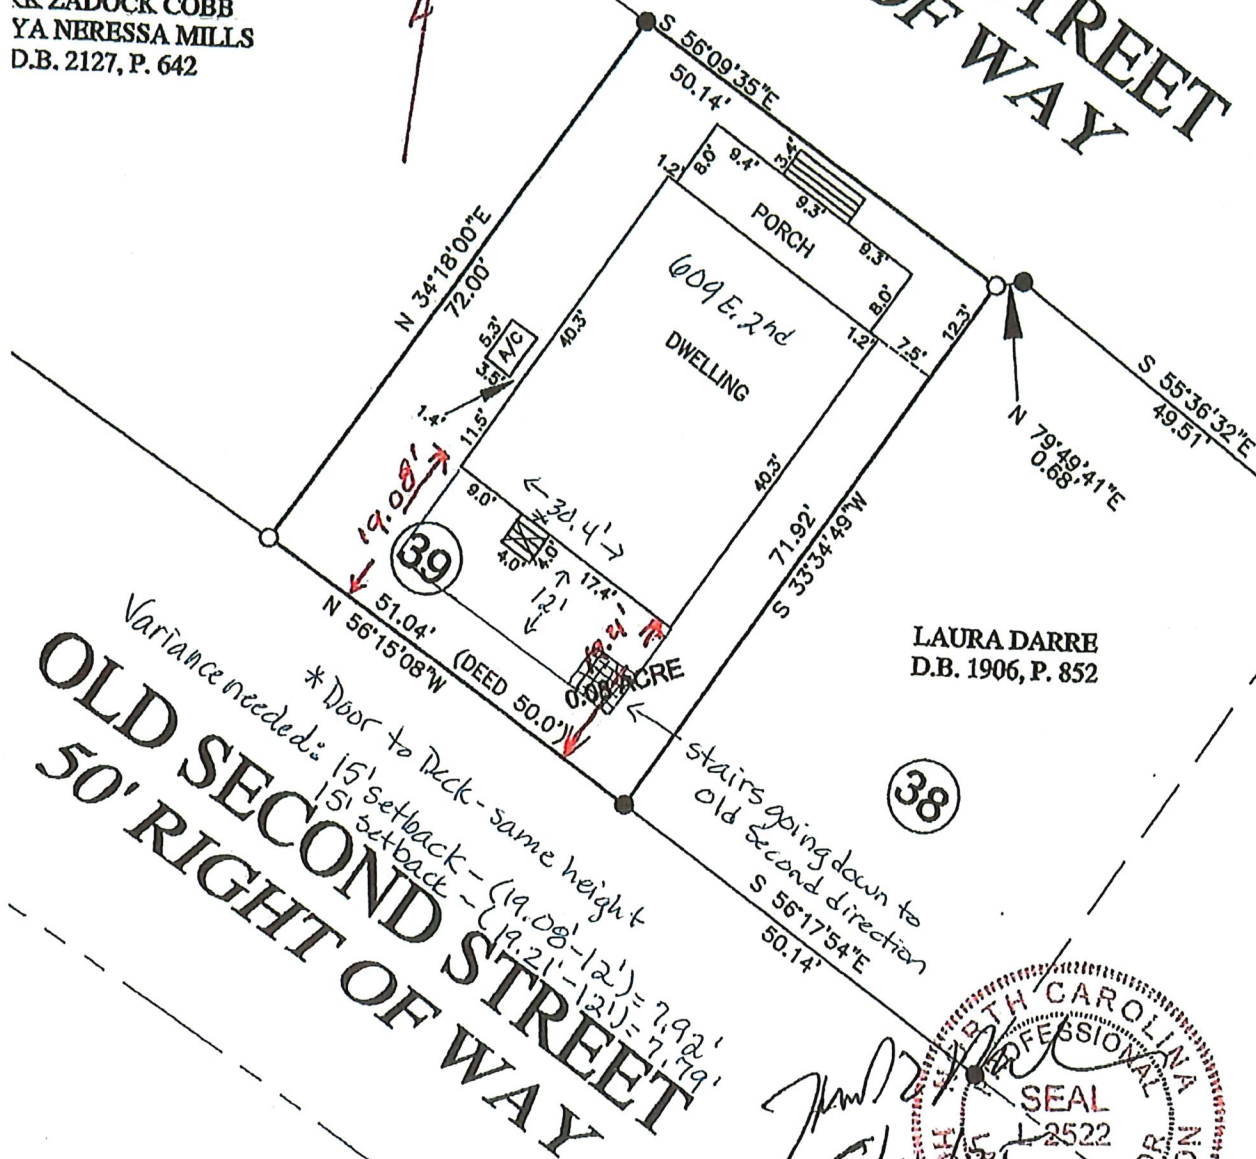 ZADOCK COBB
YA NERESSA MILLS
D.B. 2127, P. 642
STREET
OF WAY
S 56°09'35"E
50.14'
3.4'
9.4'
8.0'
1.2'
9.3'
PORCH
9.3'
8.0'
1.2'
7.5'
12.3'
N 34°18'00"E
72.00'
609 E. 2nd
DWELLING
40.3'
5.3'
A/C
3.5'
1.4'
11.5'
40.3'
S 55°36'32"E
49.51'
N 79°49'41"E
0.68'
19.08'
9.0'
30.4'
*
4.0'
4.0'
17.4'
12'
39
71.92'
S 33°34'49"W
51.04'
(DEED 50.0')
N 56°15'08"W
ACRE
LAURA DARRE
D.B. 1906, P. 852
38
stairs going down to
old second direction
* Door to Deck - same height
Variance needed:
15' Setback - (19.08' - 12') = 7.92'
15' Setback - (19.21' - 12') = 7.79'
OLD SECOND STREET
50' RIGHT OF WAY
S 56°17'54"E
50.14'
NORTH CAROLINA
PROFESSIONAL
SEAL
L-2522